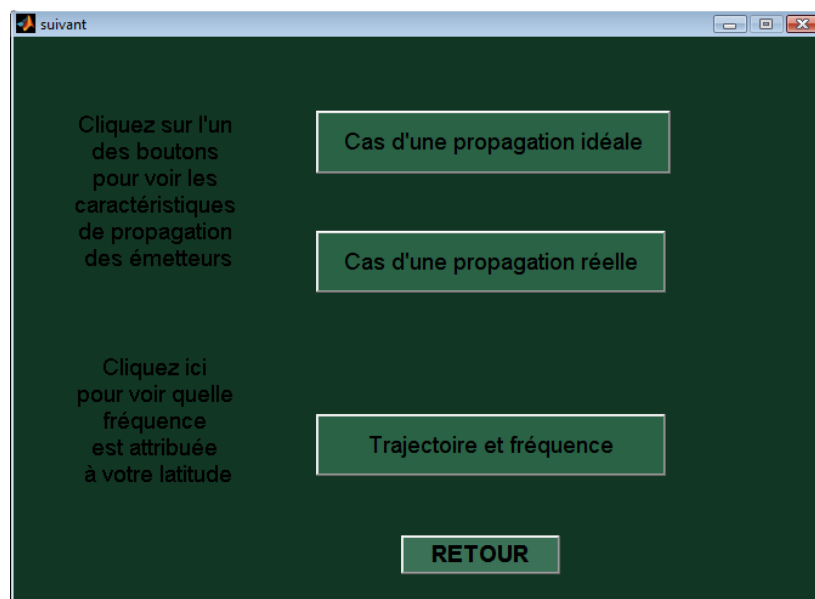 suivant
Cliquez sur l'un
des boutons
pour voir les
caractéristiques
de propagation
des émetteurs
Cas d'une propagation idéale
Cas d'une propagation réelle
Cliquez ici
pour voir quelle
fréquence
est attribuée
à votre latitude
Trajectoire et fréquence
RETOUR